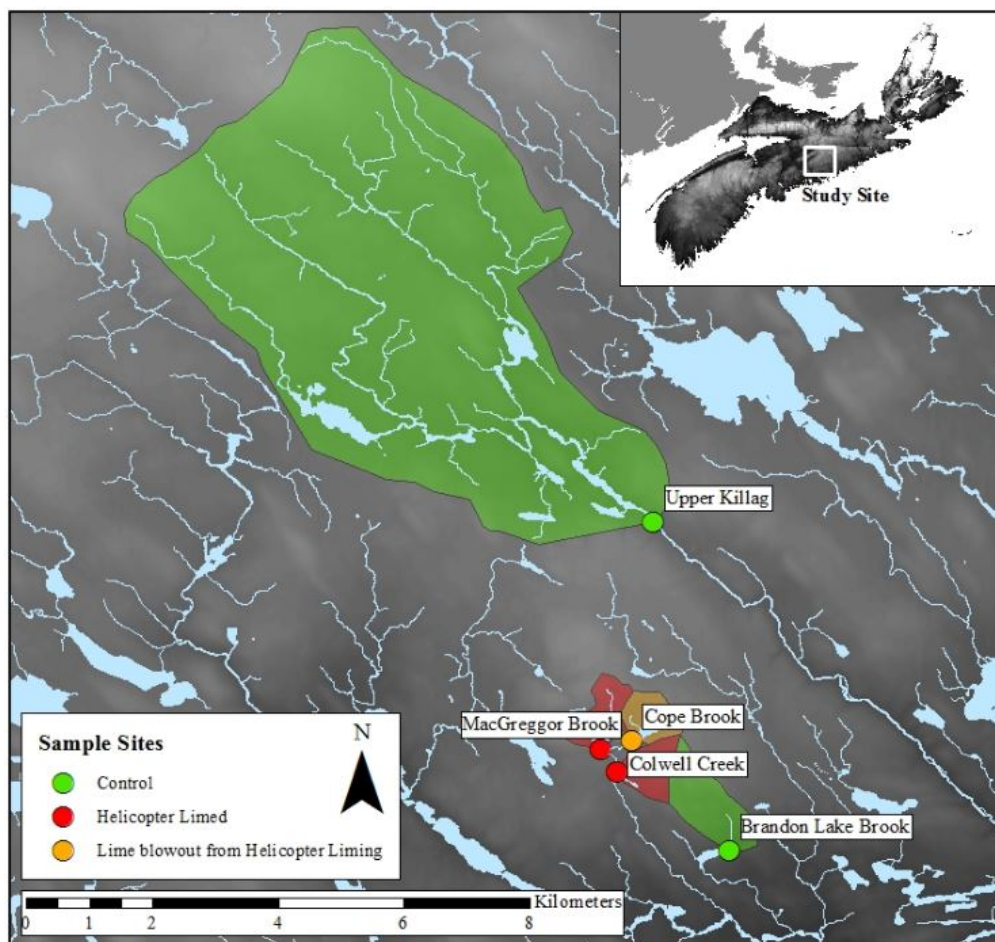 Study Site
Upper Killag
MacGreggor Brook
Cope Brook
Colwell Creek
Brandon Lake Brook
Sample Sites
N
Control
Helicopter Limed
Lime blowout from Helicopter Liming
Kilometers
0 1 2 4 6 8